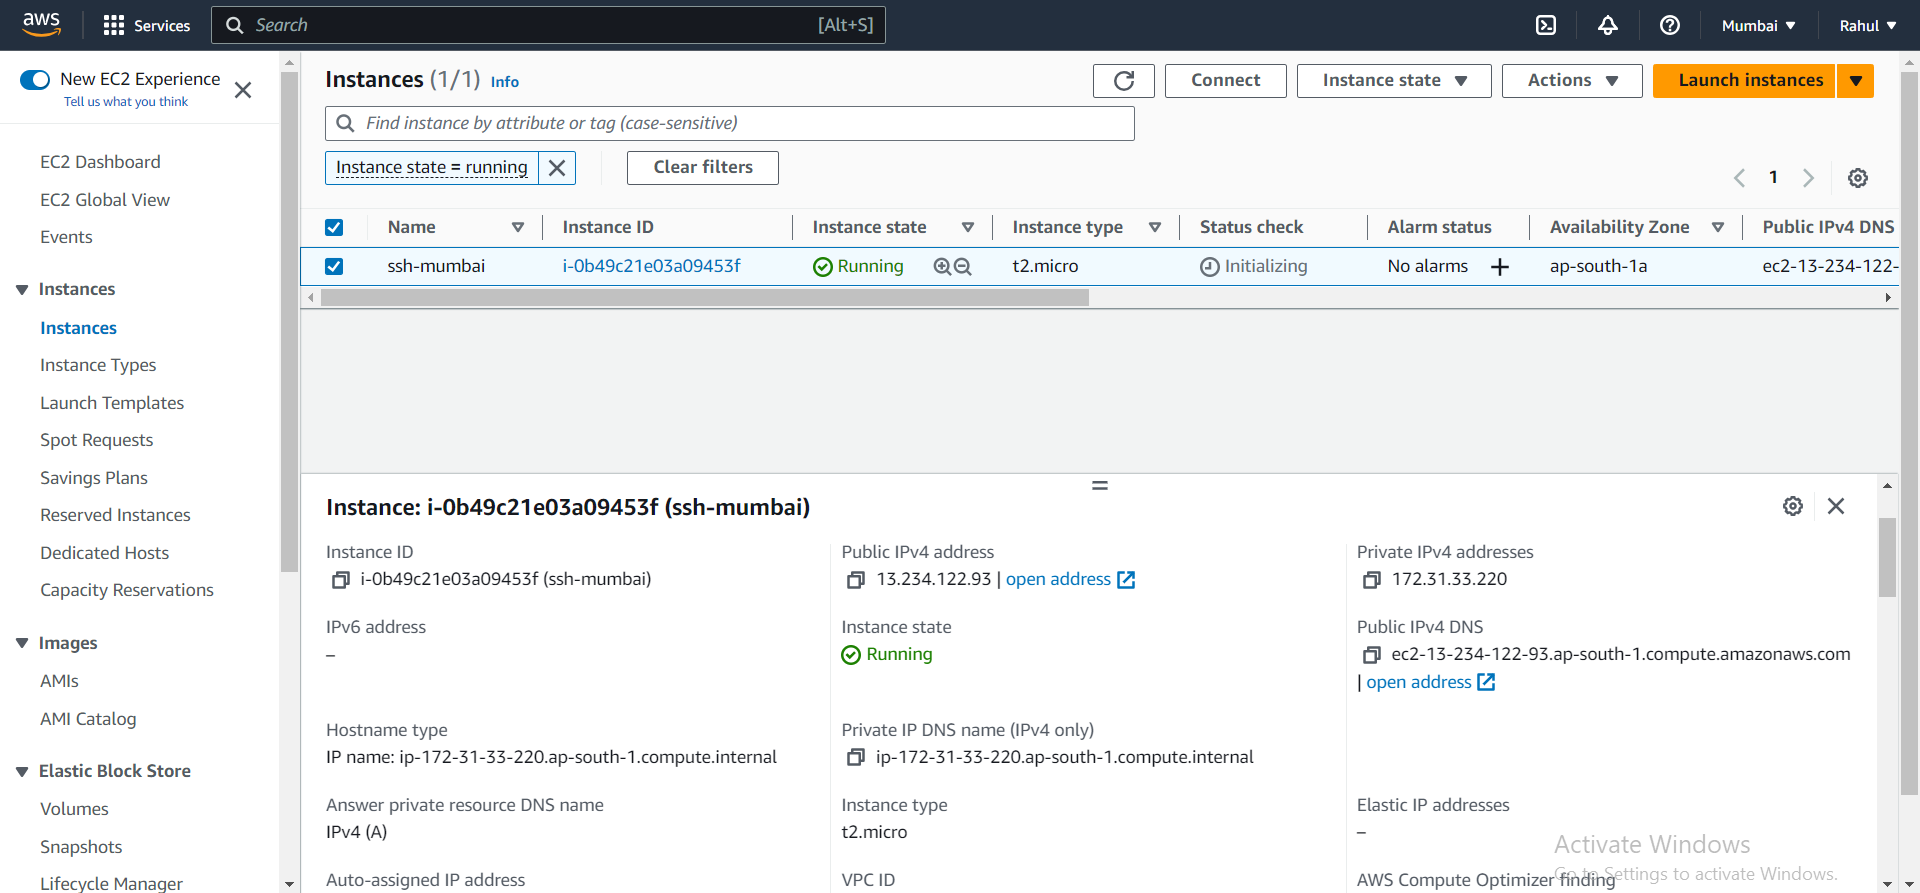 aws
Services
Search
[Alt+S]
Mumbai
Rahul
New EC2 Experience
Tell us what you think
EC2 Dashboard
EC2 Global View
Events
Instances
Instances
Instance Types
Launch Templates
Spot Requests
Savings Plans
Reserved Instances
Dedicated Hosts
Capacity Reservations
Images
AMIs
AMI Catalog
Elastic Block Store
Volumes
Snapshots
Lifecycle Manager
Instances (1/1) Info
Connect
Instance state
Actions
Launch instances
Find instance by attribute or tag (case-sensitive)
Instance state = running
Clear filters
1
Name Instance ID Instance state Instance type Status check Alarm status Availability Zone Public IPv4 DNS
ssh-mumbai i-0b49c21e03a09453f Running t2.micro Initializing No alarms + ap-south-1a ec2-13-234-122-
Instance: i-0b49c21e03a09453f (ssh-mumbai)
Instance ID
i-0b49c21e03a09453f (ssh-mumbai)
Public IPv4 address
13.234.122.93 | open address
Private IPv4 addresses
172.31.33.220
IPv6 address
–
Instance state
Running
Public IPv4 DNS
ec2-13-234-122-93.ap-south-1.compute.amazonaws.com
| open address
Hostname type
IP name: ip-172-31-33-220.ap-south-1.compute.internal
Private IP DNS name (IPv4 only)
ip-172-31-33-220.ap-south-1.compute.internal
Answer private resource DNS name
IPv4 (A)
Instance type
t2.micro
Elastic IP addresses
–
Auto-assigned IP address
VPC ID
AWS Compute Optimizer finding
Activate Windows
Go to Settings to activate Windows.